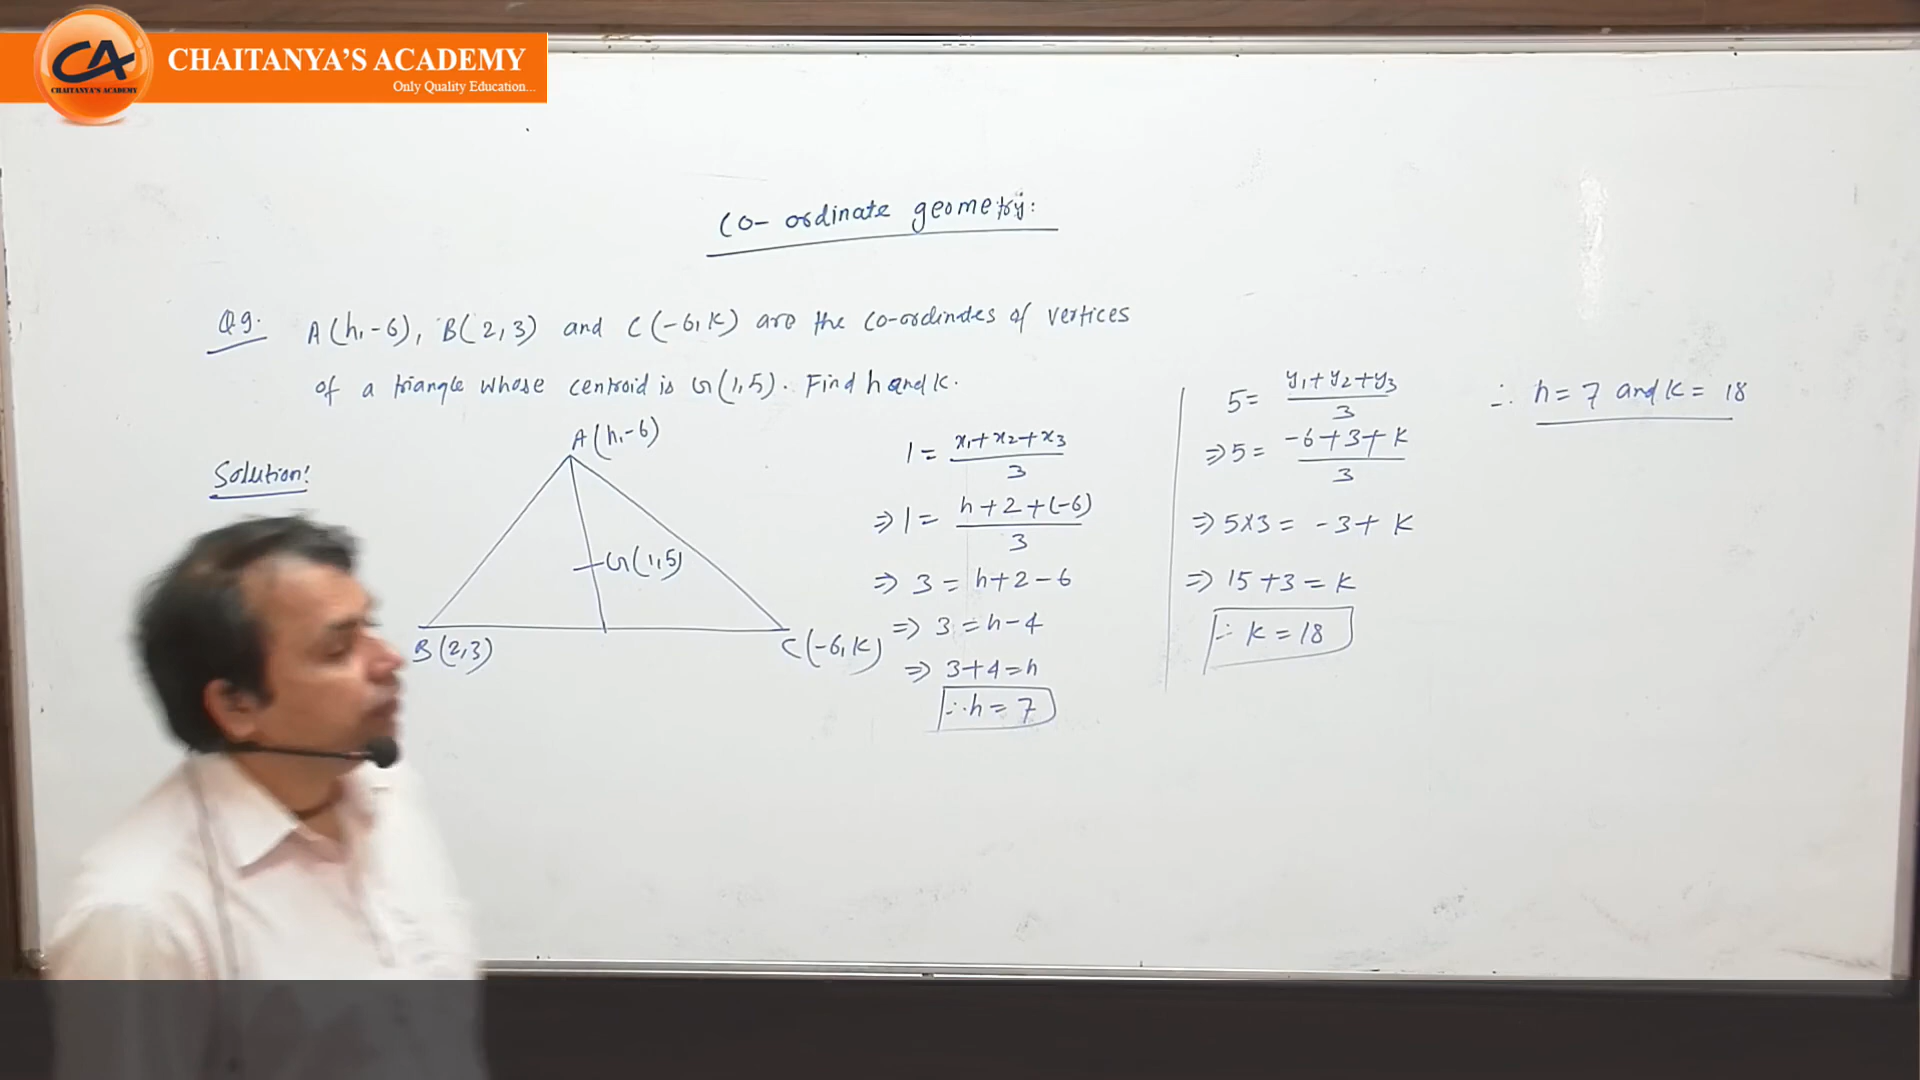 CA
CHAITANYA'S ACADEMY
CHAITANYA'S ACADEMY
Only Quality Education...
Co-ordinate geometry:
Q9. A(h,-6), B(2,3) and C(-6,K) are the co-ordinates of vertices
of a triangle whose centroid is G(1,5). Find h and k.
Solution:
A(h,-6)
G(1,5)
B(2,3)
C(-6,K)
1 = x₁+x₂+x₃
3
⇒ 1 = h+2+(-6)
3
⇒ 3 = h+2-6
⇒ 3 = h-4
⇒ 3+4=h
∴ h = 7
5 = y₁+y₂+y₃
3
⇒ 5 = -6+3+K
3
⇒ 5×3 = -3+K
⇒ 15+3 = K
∴ K = 18
∴ h = 7 and K = 18